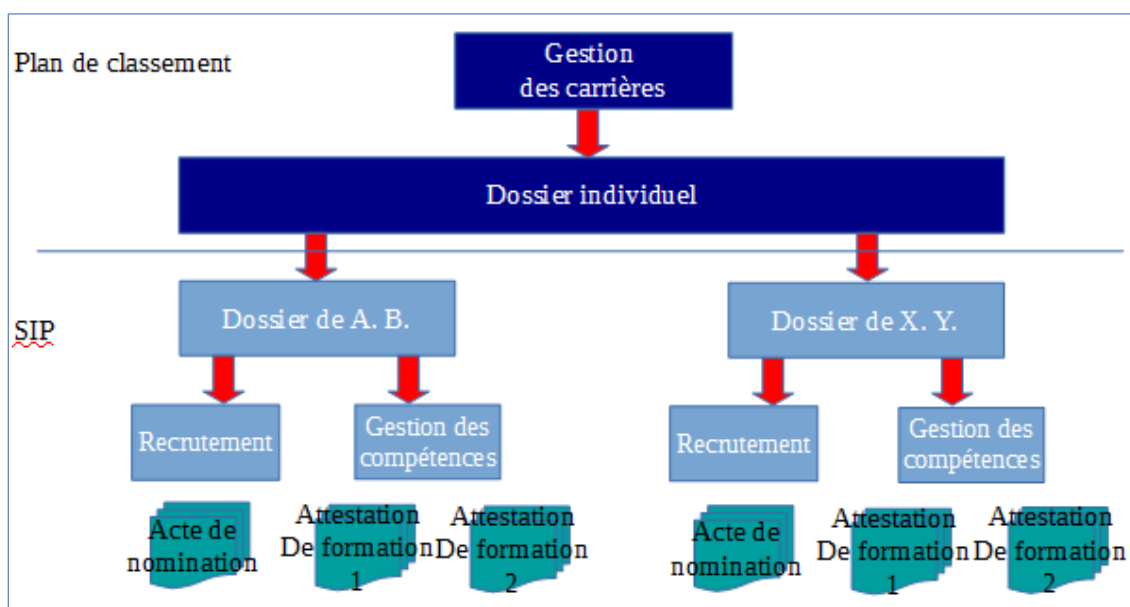 Plan de classement
Gestion
des carrières
Dossier individuel
SIP
Dossier de A. B.
Dossier de X. Y.
Recrutement
Gestion des
compétences
Recrutement
Gestion des
compétences
Acte de
nomination
Attestation
De formation
1
Attestation
De formation
2
Acte de
nomination
Attestation
De formation
1
Attestation
De formation
2